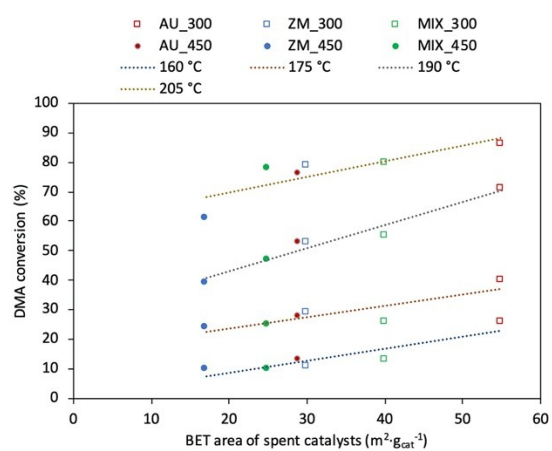 AU_300 ZM_300 MIX_300
AU_450 ZM_450 MIX_450
160 °C 175 °C 190 °C
205 °C
100
90
80
70
60
50
40
30
20
10
0
DMA conversion (%)
0 10 20 30 40 50 60
BET area of spent catalysts (m²·g_cat⁻¹)